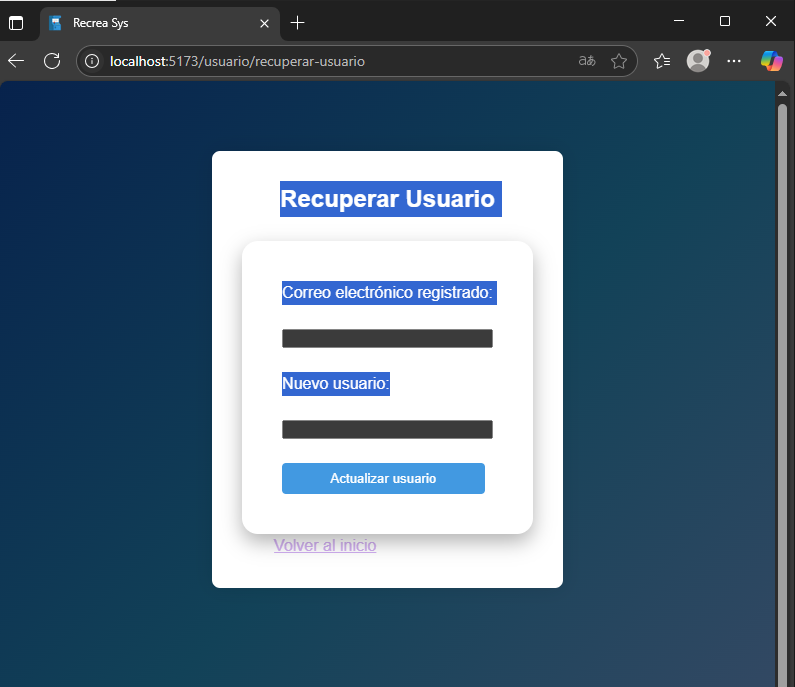 Recrea Sys
localhost:5173/usuario/recuperar-usuario
Recuperar Usuario
Correo electrónico registrado:
Nuevo usuario:
Actualizar usuario
Volver al inicio